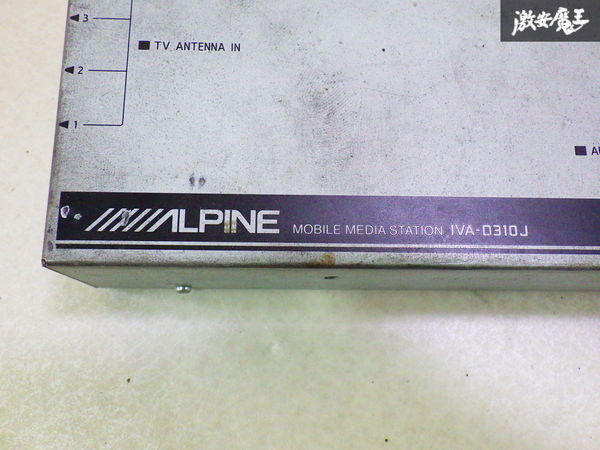 激安魔王
3
TV ANTENNA IN
2
1
ALPINE MOBILE MEDIA STATION IVA-D310J